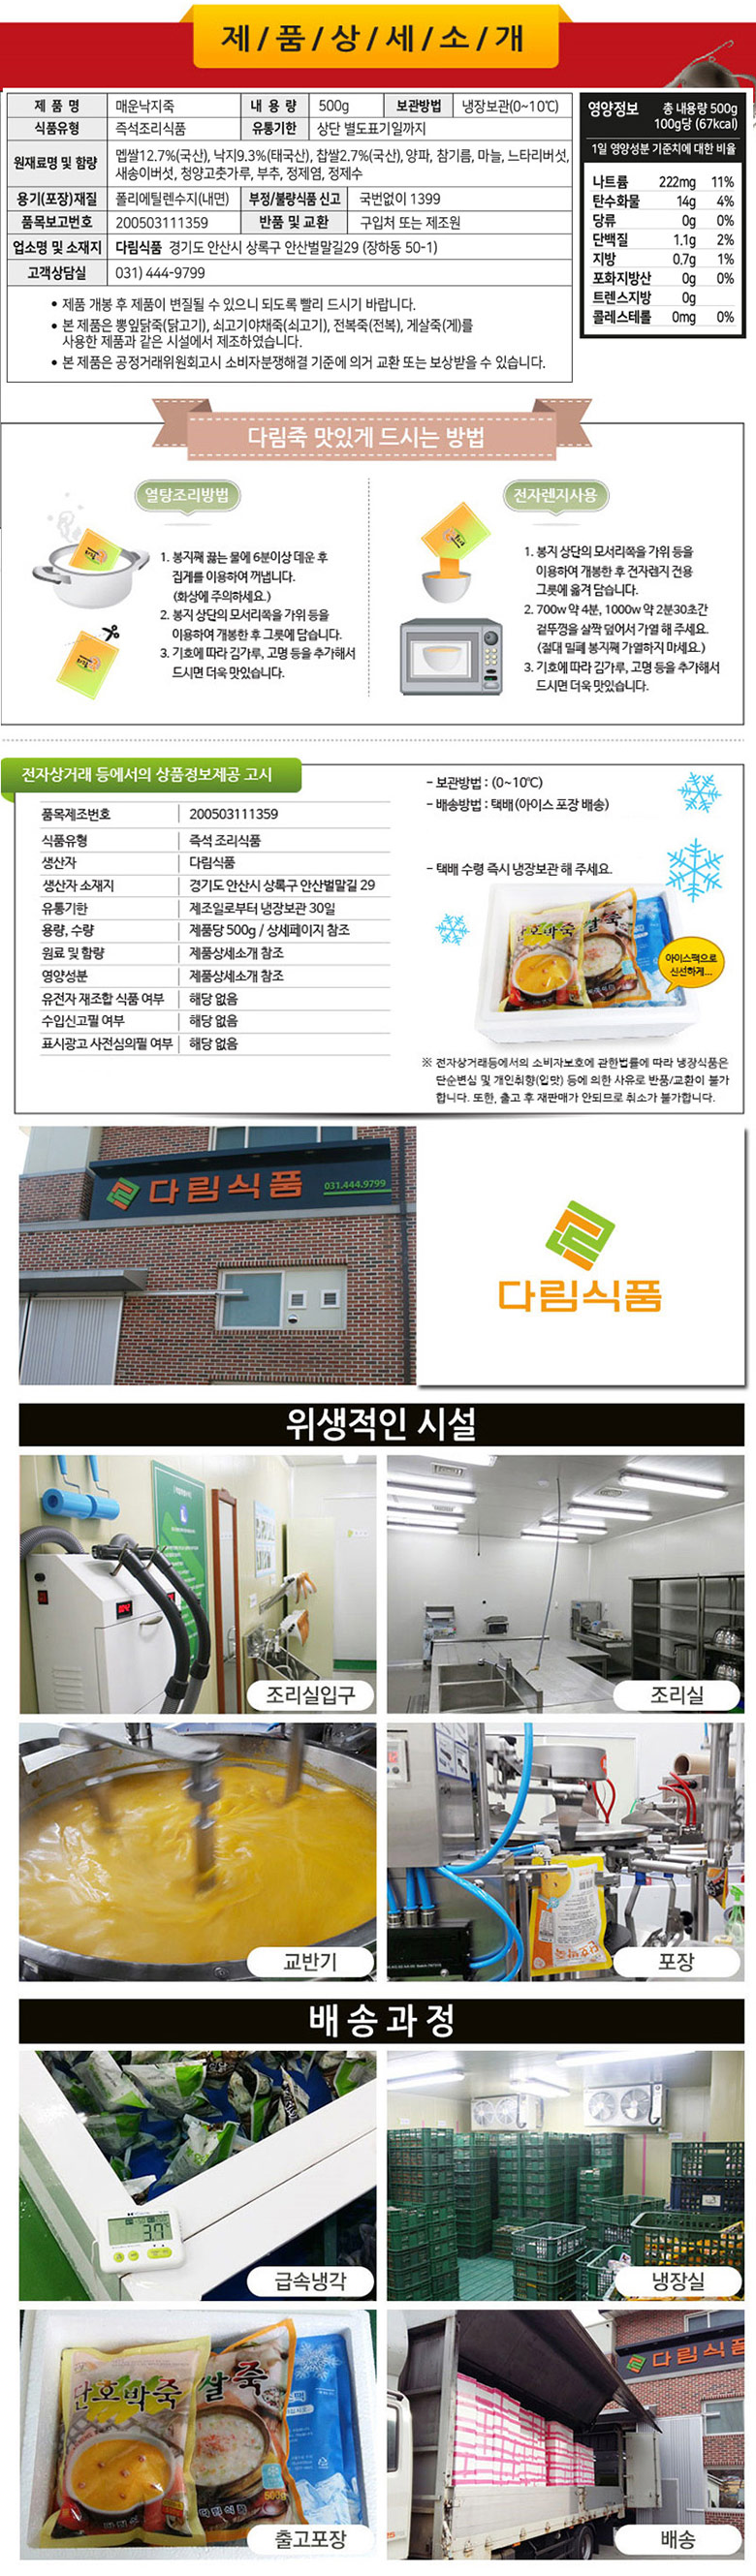 제/품/상/세/소/개
제 품 명 매운낙지죽 내 용 량 500g 보관방법 냉장보관(0~10℃)
식품유형 즉석조리식품 유통기한 상단 별도표기일까지
원재료명 및 함량 멥쌀12.7%(국산), 낙지9.3%(태국산), 찹쌀2.7%(국산), 양파, 참기름, 마늘, 느타리버섯,
새송이버섯, 청양고춧가루, 부추, 정제염, 정제수
용기(포장)재질 폴리에틸렌수지(내면) 부정/불량식품 신고 국번없이 1399
품목보고번호 200503111359 반품 및 교환 구입처 또는 제조원
업소명 및 소재지 다림식품 경기도 안산시 상록구 안산벌말길29 (장하동 50-1)
고객상담실 031) 444-9799
• 제품 개봉 후 제품이 변질될 수 있으니 되도록 빨리 드시기 바랍니다.
• 본 제품은 뽕잎닭죽(닭고기), 쇠고기야채죽(쇠고기), 전복죽(전복), 게살죽(게)를
사용한 제품과 같은 시설에서 제조하였습니다.
• 본 제품은 공정거래위원회고시 소비자분쟁해결 기준에 의거 교환 또는 보상받을 수 있습니다.
영양정보 총 내용량 500g
100g당 (67kcal)
1일 영양성분 기준치에 대한 비율
나트륨 222mg 11%
탄수화물 14g 4%
당류 0g 0%
단백질 1.1g 2%
지방 0.7g 1%
포화지방산 0g 0%
트렌스지방 0g
콜레스테롤 0mg 0%
다림죽 맛있게 드시는 방법
열탕조리방법
1. 봉지째 끓는 물에 6분이상 데운 후
집게를 이용하여 꺼냅니다.
(화상에 주의하세요.)
2. 봉지 상단의 모서리쪽을 가위 등을
이용하여 개봉한 후 그릇에 담습니다.
3. 기호에 따라 김가루, 고명 등을 추가해서
드시면 더욱 맛있습니다.
전자렌지사용
1. 봉지 상단의 모서리쪽을 가위 등을
이용하여 개봉한 후 전자렌지 전용
그릇에 옮겨 담습니다.
2. 700w 약 4분, 1000w 약 2분30초간
겉뚜껑을 살짝 덮어서 가열 해 주세요.
(절대 밀폐 봉지째 가열하지 마세요.)
3. 기호에 따라 김가루, 고명 등을 추가해서
드시면 더욱 맛있습니다.
전자상거래 등에서의 상품정보제공 고시
품목제조번호 200503111359
식품유형 즉석 조리식품
생산자 다림식품
생산자 소재지 경기도 안산시 상록구 안산벌말길 29
유통기한 제조일로부터 냉장보관 30일
용량, 수량 제품당 500g / 상세페이지 참조
원료 및 함량 제품상세소개 참조
영양성분 제품상세소개 참조
유전자 재조합 식품 여부 해당 없음
수입신고필 여부 해당 없음
표시광고 사전심의필 여부 해당 없음
- 보관방법 : (0~10℃)
- 배송방법 : 택배(아이스 포장 배송)
- 택배 수령 즉시 냉장보관 해 주세요.
단호박죽
쌀죽
아이스팩으로
신선하게...
※ 전자상거래등에서의 소비자보호에 관한법률에 따라 냉장식품은
단순변심 및 개인취향(입맛) 등에 의한 사유로 반품/교환이 불가
합니다. 또한, 출고 후 재판매가 안되므로 취소가 불가합니다.
다림식품 031.444.9799
다림식품
위생적인 시설
조리실입구
조리실
교반기
단호박죽
포장
배송과정
3.7
급속냉각
냉장실
단호박죽
쌀죽
500g
다림식품
출고포장
다림식품
배송